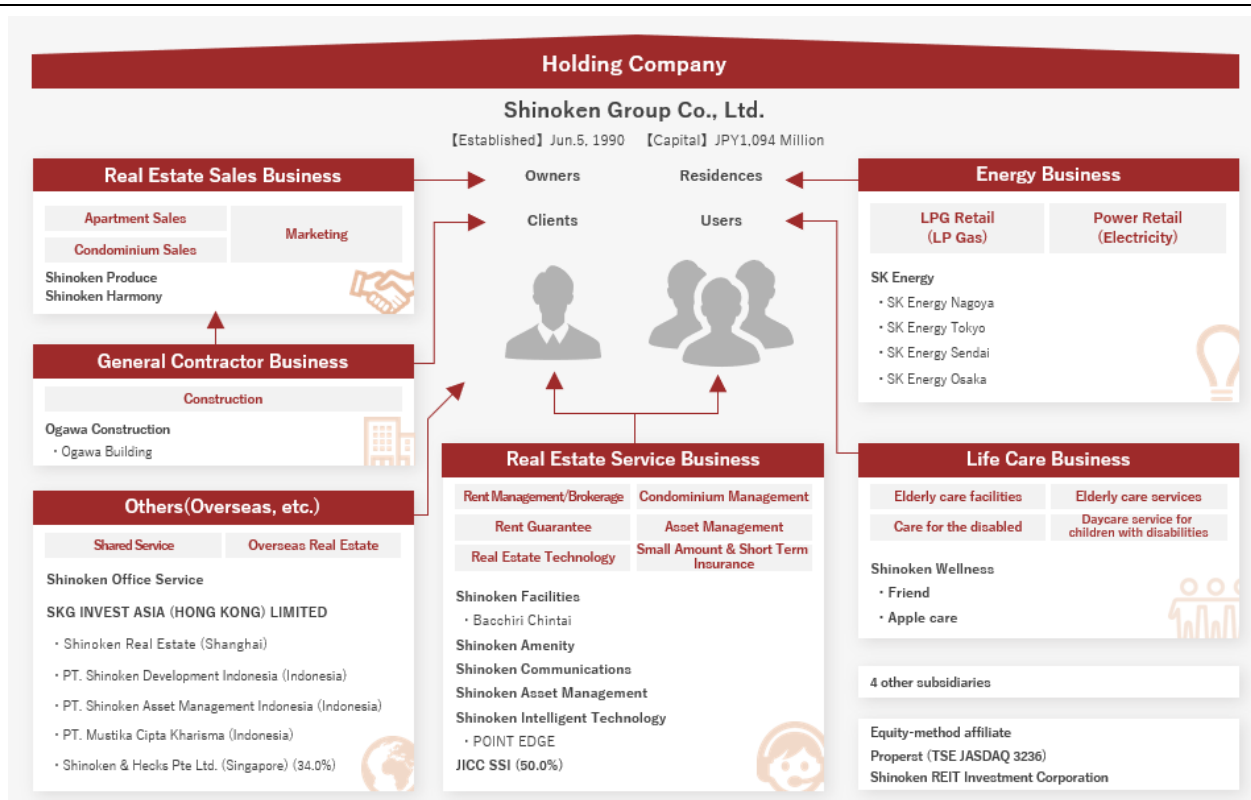 Holding Company
Shinoken Group Co., Ltd.
【Established】Jun.5, 1990 【Capital】JPY1,094 Million
Real Estate Sales Business
Apartment Sales
Condominium Sales
Marketing
Shinoken Produce
Shinoken Harmony
General Contractor Business
Construction
Ogawa Construction
・Ogawa Building
Others(Overseas, etc.)
Shared Service
Overseas Real Estate
Shinoken Office Service
SKG INVEST ASIA (HONG KONG) LIMITED
・Shinoken Real Estate (Shanghai)
・PT. Shinoken Development Indonesia (Indonesia)
・PT. Shinoken Asset Management Indonesia (Indonesia)
・PT. Mustika Cipta Kharisma (Indonesia)
・Shinoken & Hecks Pte Ltd. (Singapore) (34.0%)
Owners
Residences
Clients
Users
Real Estate Service Business
Rent Management/Brokerage
Condominium Management
Rent Guarantee
Asset Management
Real Estate Technology
Small Amount & Short Term
Insurance
Shinoken Facilities
・Bacchiri Chintai
Shinoken Amenity
Shinoken Communications
Shinoken Asset Management
Shinoken Intelligent Technology
・POINT EDGE
JICC SSI (50.0%)
Energy Business
LPG Retail
(LP Gas)
Power Retail
(Electricity)
SK Energy
・SK Energy Nagoya
・SK Energy Tokyo
・SK Energy Sendai
・SK Energy Osaka
Life Care Business
Elderly care facilities
Elderly care services
Care for the disabled
Daycare service for
children with disabilities
Shinoken Wellness
・Friend
・Apple care
4 other subsidiaries
Equity-method affiliate
Properst (TSE JASDAQ 3236)
Shinoken REIT Investment Corporation